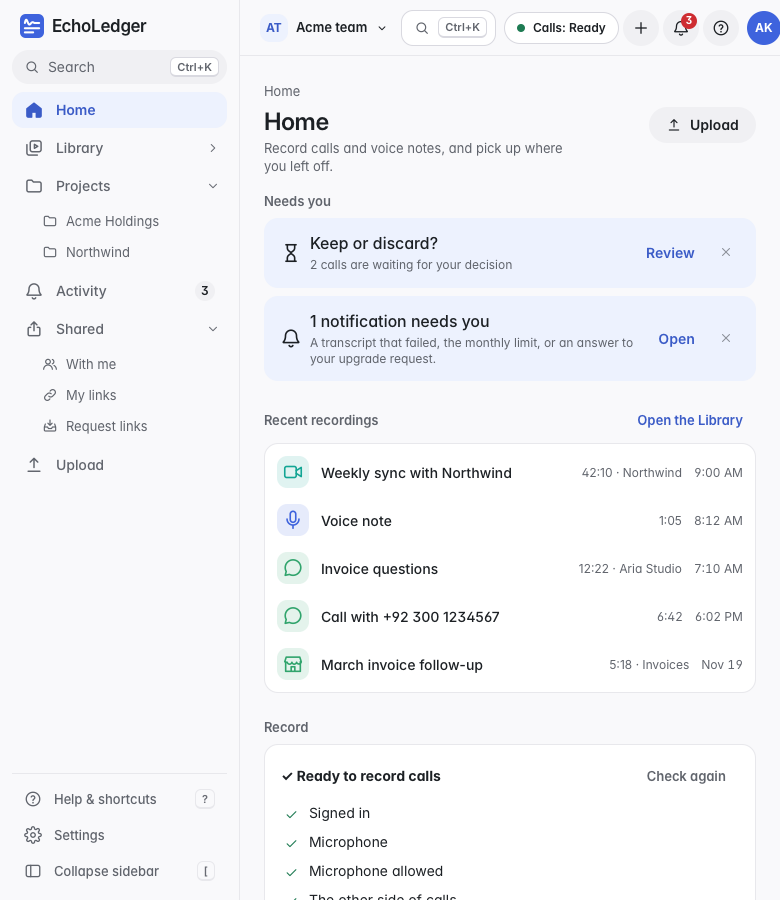 EchoLedger
Search Ctrl+K
Home
Library
Projects
Acme Holdings
Northwind
Activity 3
Shared
With me
My links
Request links
Upload
Help & shortcuts ?
Settings
Collapse sidebar [
AT Acme team Ctrl+K Calls: Ready 3 AK
Home
Home
Upload
Record calls and voice notes, and pick up where
you left off.
Needs you
Keep or discard?
2 calls are waiting for your decision
Review
1 notification needs you
A transcript that failed, the monthly limit, or an answer to
your upgrade request.
Open
Recent recordings Open the Library
Weekly sync with Northwind 42:10 · Northwind 9:00 AM
Voice note 1:05 8:12 AM
Invoice questions 12:22 · Aria Studio 7:10 AM
Call with +92 300 1234567 6:42 6:02 PM
March invoice follow-up 5:18 · Invoices Nov 19
Record
✓ Ready to record calls Check again
Signed in
Microphone
Microphone allowed
The other side of calls